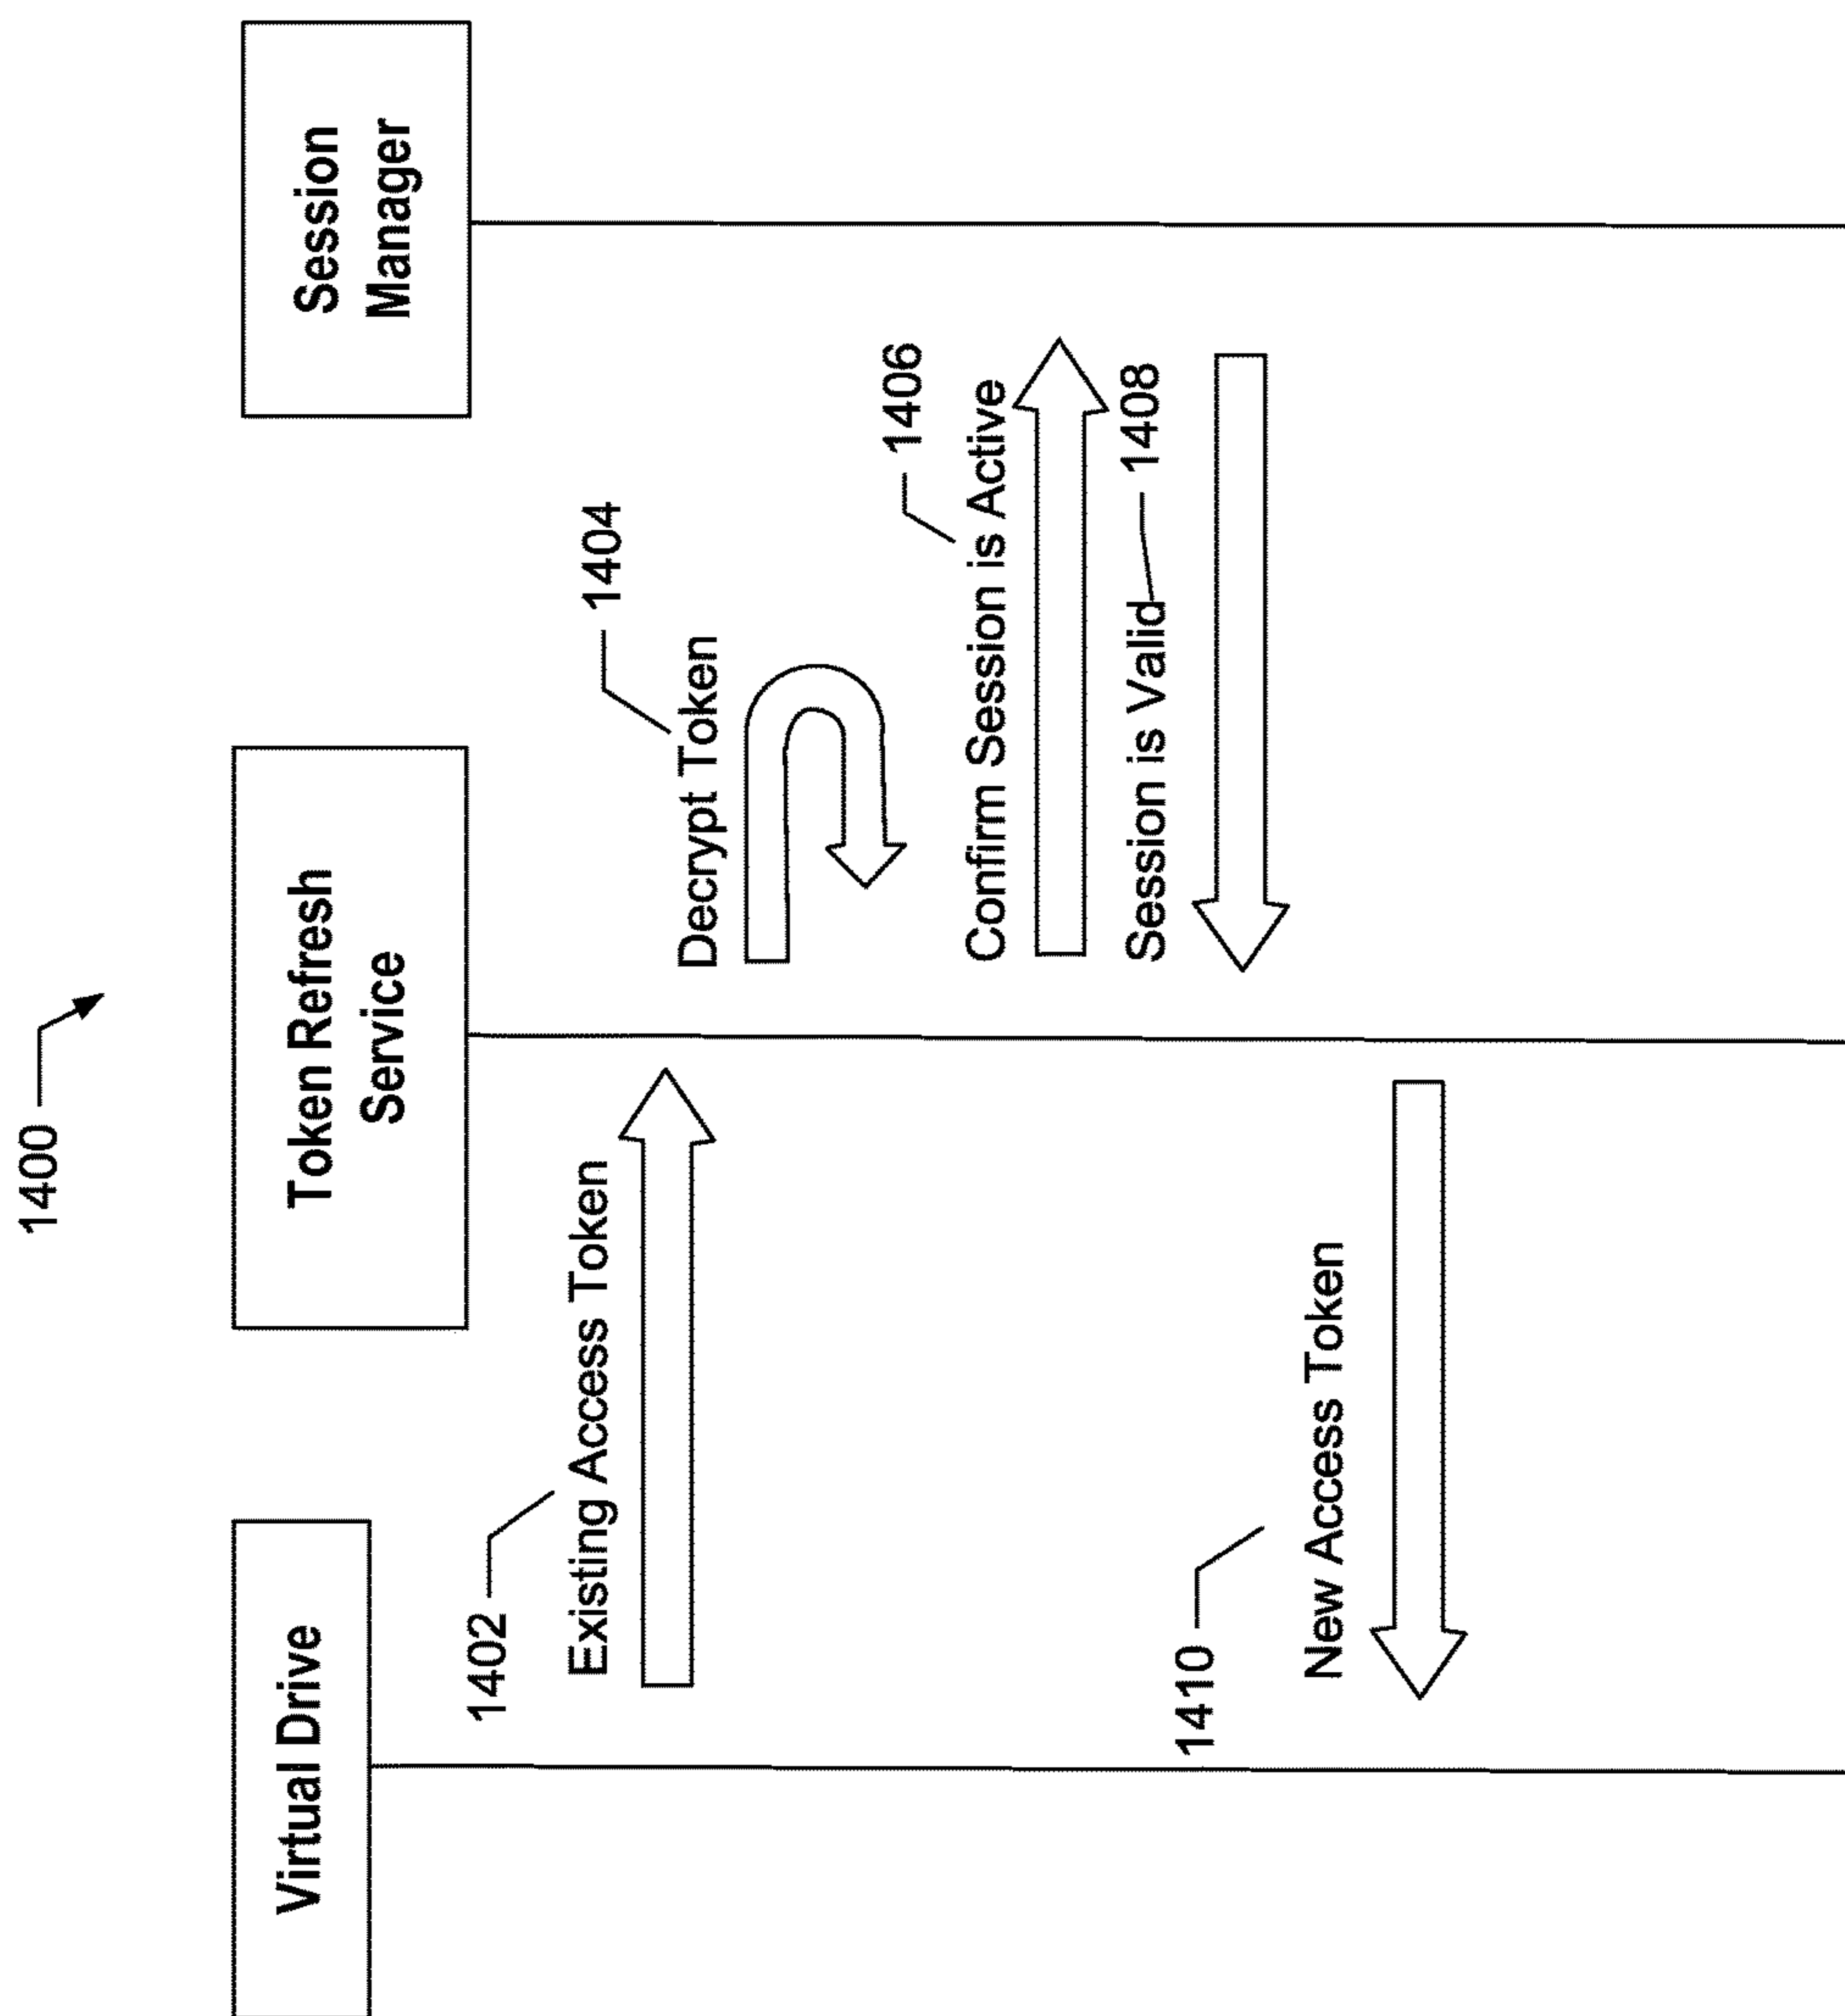 1400
Virtual Drive
Token Refresh
Service
Session
Manager
1402
Existing Access Token
1404
Decrypt Token
1406
Confirm Session is Active
1408
Session is Valid
1410
New Access Token